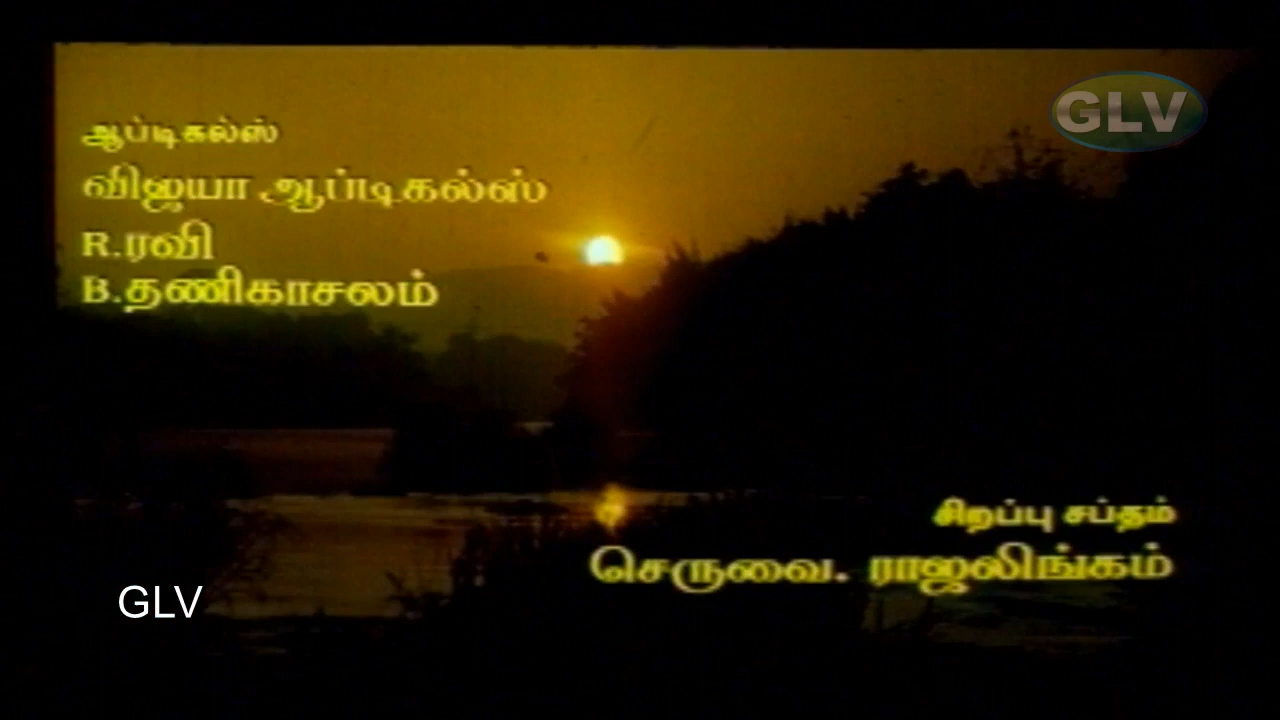 GLV
ஆப்டிகல்ஸ்
விஜயா ஆப்டிகல்ஸ்
R.ரவி
B.தணிகாசலம்
சிறப்பு சப்தம்
செருவை. ராஜலிங்கம்
GLV